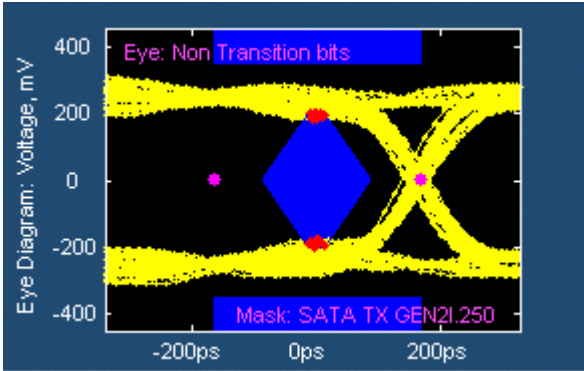 Eye Diagram: Voltage, mV
400
Eye: Non Transition bits
200
0
-200
-400
Mask: SATA TX GEN2I.250
-200ps
0ps
200ps